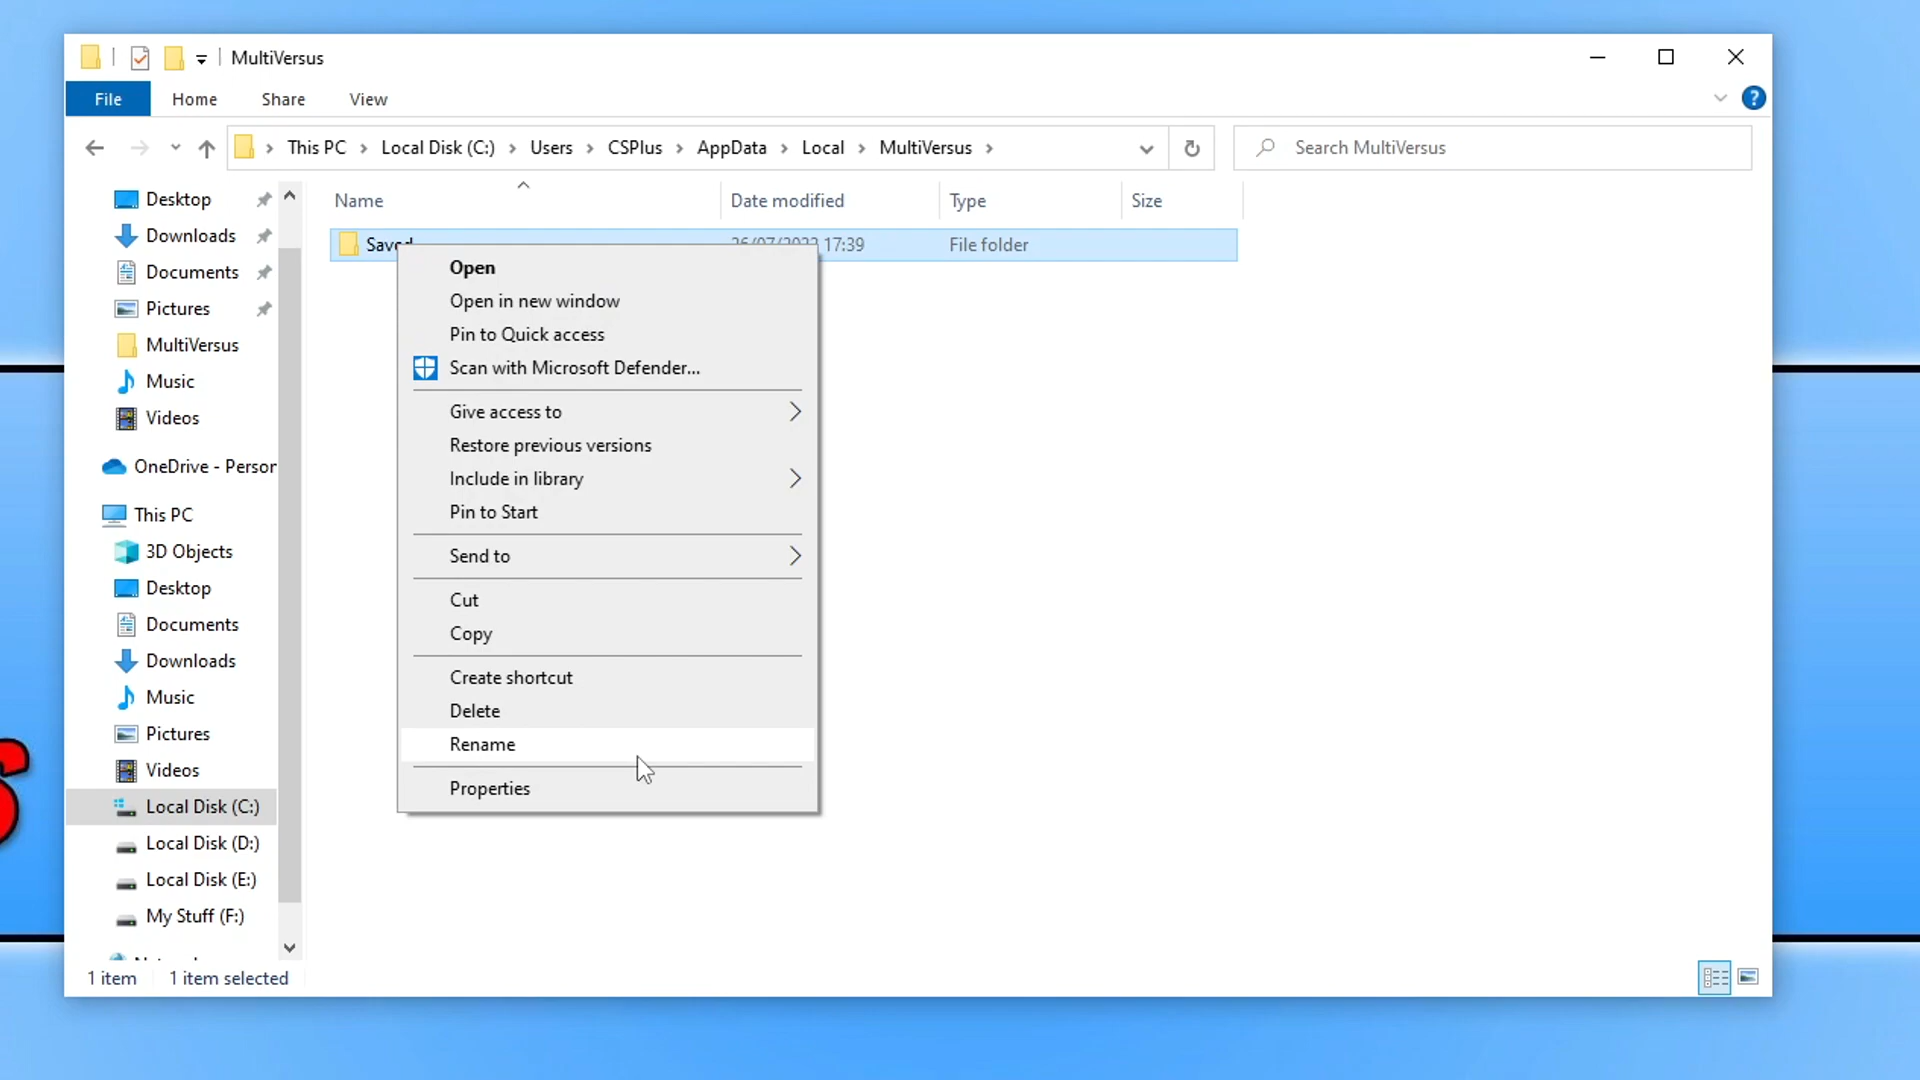 MultiVersus
File Home Share View
This PC Local Disk (C:) Users CSPlus AppData Local MultiVersus
Search MultiVersus
Name Date modified Type Size
Desktop
Downloads
Documents
Pictures
MultiVersus
Music
Videos
OneDrive - Person
This PC
3D Objects
Desktop
Documents
Downloads
Music
Pictures
Videos
Local Disk (C:)
Local Disk (D:)
Local Disk (E:)
My Stuff (F:)
Saved 17:39 File folder
Open
Open in new window
Pin to Quick access
Scan with Microsoft Defender...
Give access to
Restore previous versions
Include in library
Pin to Start
Send to
Cut
Copy
Create shortcut
Delete
Rename
Properties
1 item 1 item selected